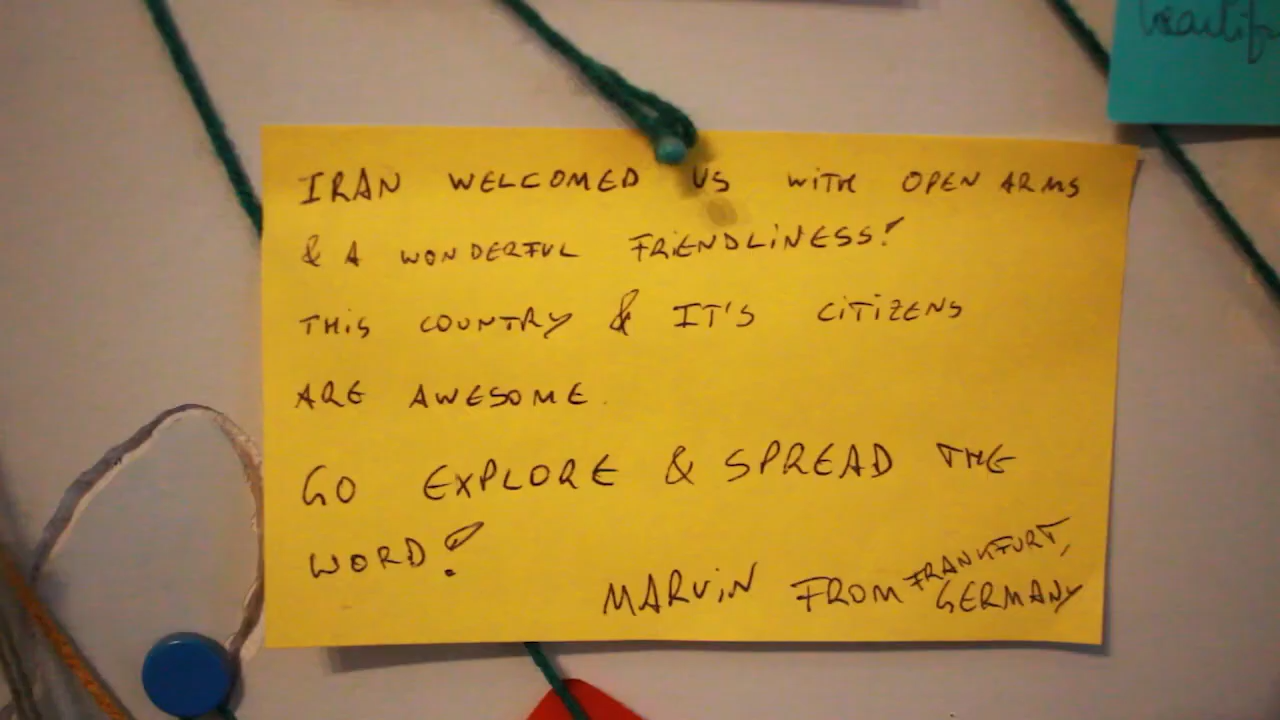 beautif
IRAN WELCOMED US WITH OPEN ARMS
& A WONDERFUL FRIENDLINESS!
THIS COUNTRY & IT'S CITIZENS
ARE AWESOME.
GO EXPLORE & SPREAD THE
WORD!
MARVIN FROM FRANKFURT,
GERMANY